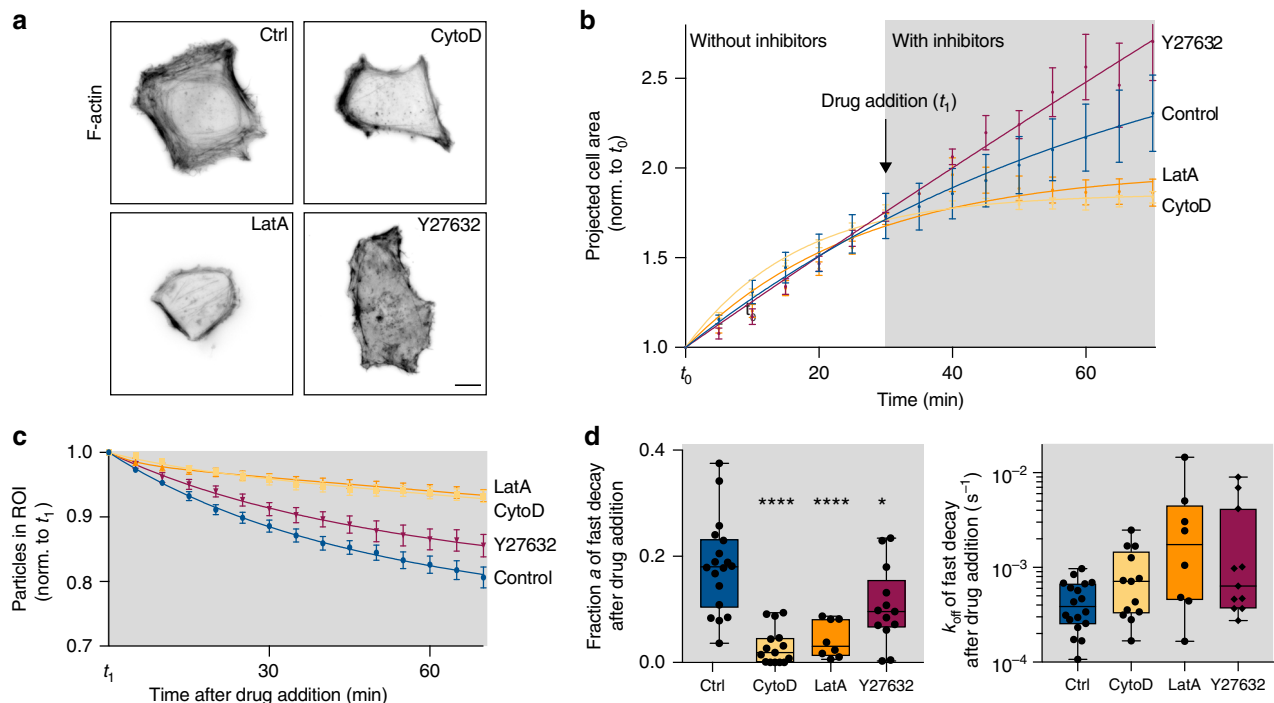 a
Ctrl
CytoD
F-actin
LatA
Y27632
b
Without inhibitors
With inhibitors
Drug addition (t1)
Y27632
Control
LatA
CytoD
Projected cell area
(norm. to t0)
2.5
2.0
1.5
1.0
t0
20
40
60
Time (min)
c
Particles in ROI
(norm. to t1)
1.0
0.9
0.8
0.7
LatA
CytoD
Y27632
Control
t1
30
60
Time after drug addition (min)
d
Fraction a of fast decay
after drug addition
0.4
0.2
0.0
****
****
*
Ctrl
CytoD
LatA
Y27632
koff of fast decay
after drug addition (s−1)
10−2
10−3
10−4
Ctrl
CytoD
LatA
Y27632